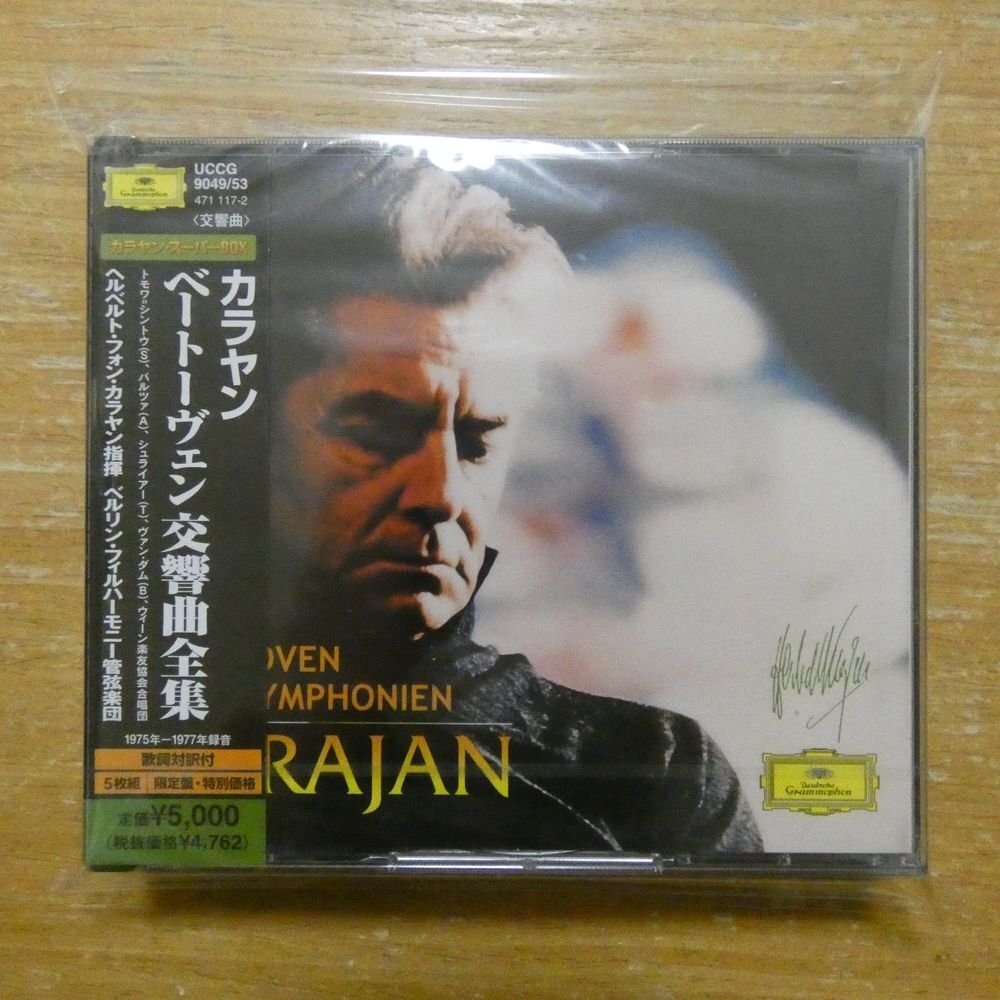 Deutsche
Grammophon
UCCG
9049/53
471 117-2
〈交響曲〉
カラヤン・スーパーBOX
カラヤン
ベートーヴェン交響曲全集
トモワ=シントウ(S)、バルツァ(A)、シュライアー(T)、ヴァン・ダム(B)、ウィーン楽友協会合唱団
ヘルベルト・フォン・カラヤン指揮 ベルリン・フィルハーモニー管弦楽団
1975年-1977年録音
歌詞対訳付
5枚組 限定盤・特別価格
定価¥5,000
(税抜価格¥4,762)
OVEN
YMPHONIEN
RAJAN
Deutsche
Grammophon